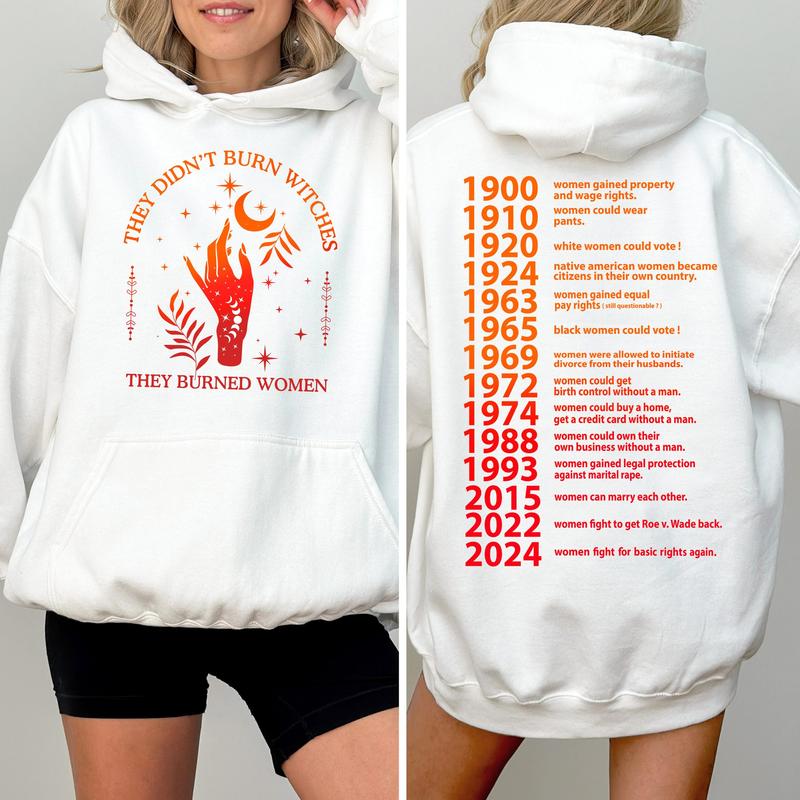 THEY DIDN'T BURN WITCHES
THEY BURNED WOMEN
1900 women gained property
and wage rights.
1910 women could wear
pants.
1920 white women could vote !
1924 native american women became
citizens in their own country.
1963 women gained equal
pay rights ( still questionable ? )
1965 black women could vote !
1969 women were allowed to initiate
divorce from their husbands.
1972 women could get
birth control without a man.
1974 women could buy a home,
get a credit card without a man.
1988 women could own their
own business without a man.
1993 women gained legal protection
against marital rape.
2015 women can marry each other.
2022 women fight to get Roe v. Wade back.
2024 women fight for basic rights again.